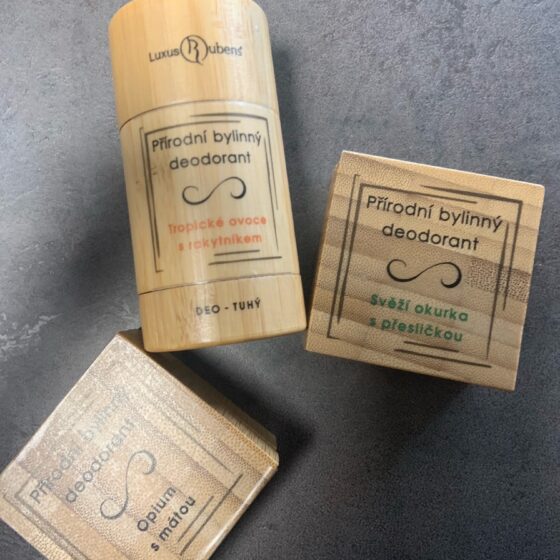 Luxus Rubens
Přírodní bylinný
deodorant
Tropické ovoce
s rakytníkem
DEO - TUHÝ
Přírodní bylinný
deodorant
Svěží okurka
s přesličkou
Přírodní bylinný
deodorant
Opium
s mátou